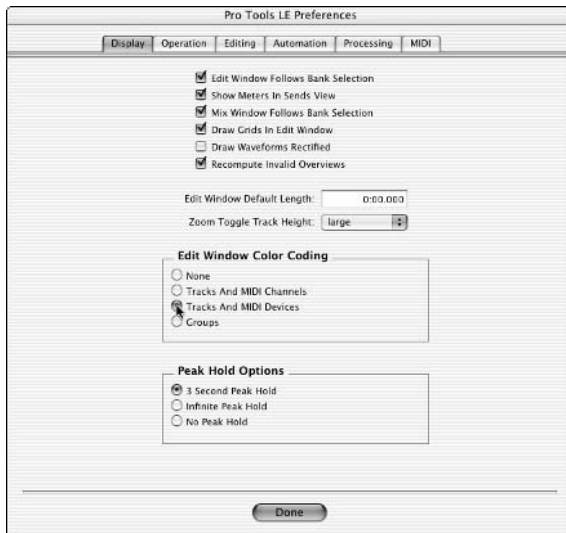 Pro Tools LE Preferences
Display Operation Editing Automation Processing MIDI
Edit Window Follows Bank Selection
Show Meters In Sends View
Mix Window Follows Bank Selection
Draw Grids In Edit Window
Draw Waveforms Rectified
Recompute Invalid Overviews
Edit Window Default Length: 0:00.000
Zoom Toggle Track Height: large
Edit Window Color Coding
None
Tracks And MIDI Channels
Tracks And MIDI Devices
Groups
Peak Hold Options
3 Second Peak Hold
Infinite Peak Hold
No Peak Hold
Done